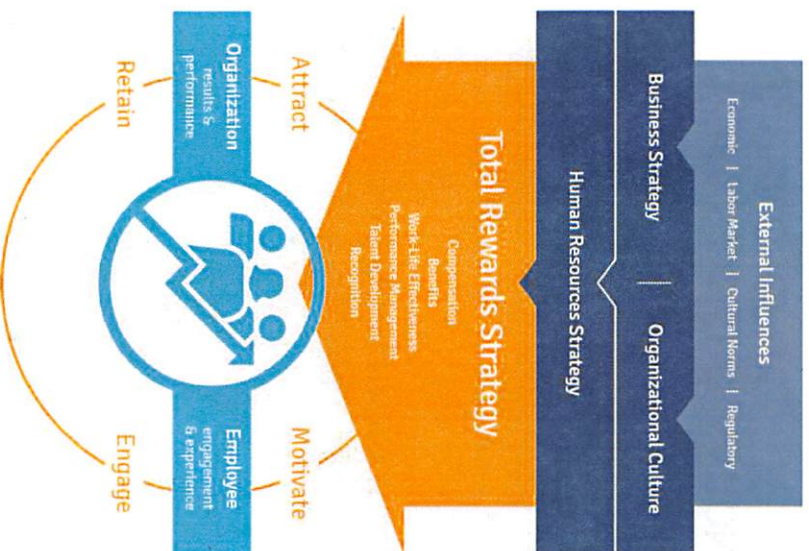 External Influences
Economic | Labor Market | Cultural Norms | Regulatory
Business Strategy
Organizational Culture
Human Resources Strategy
Total Rewards Strategy
Compensation
Benefits
Work-Life Effectiveness
Performance Management
Talent Development
Recognition
Attract
Motivate
Organization
results &
performance
Employee
engagement
& experience
Retain
Engage